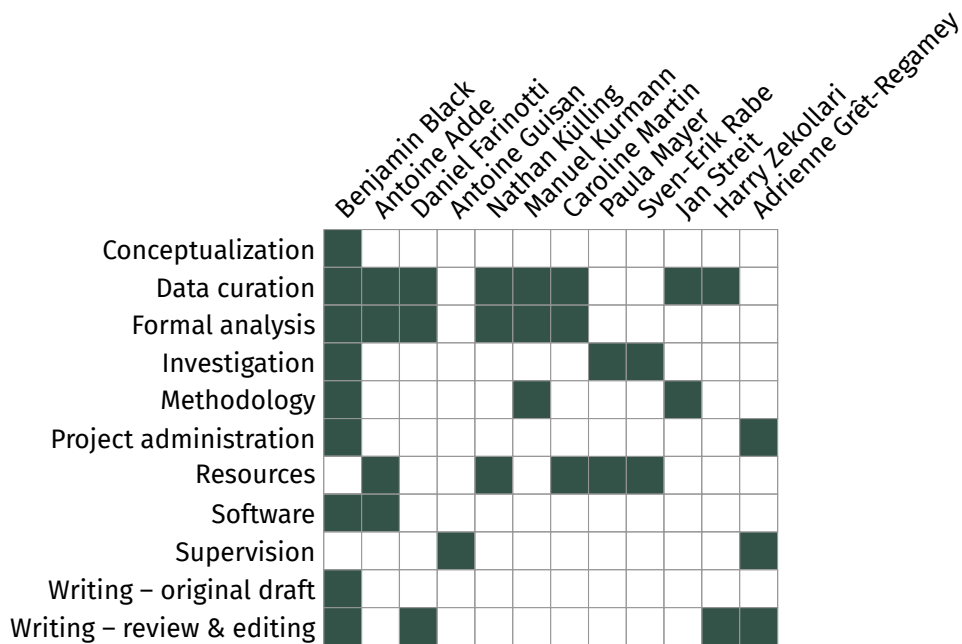 Benjamin Black
Antoine Adde
Daniel Farinotti
Antoine Guisan
Nathan Külling
Manuel Kurmann
Caroline Martin
Paula Mayer
Sven-Erik Rabe
Jan Streit
Harry Zekollari
Adrienne Grêt-Regamey
Conceptualization
Data curation
Formal analysis
Investigation
Methodology
Project administration
Resources
Software
Supervision
Writing – original draft
Writing – review & editing